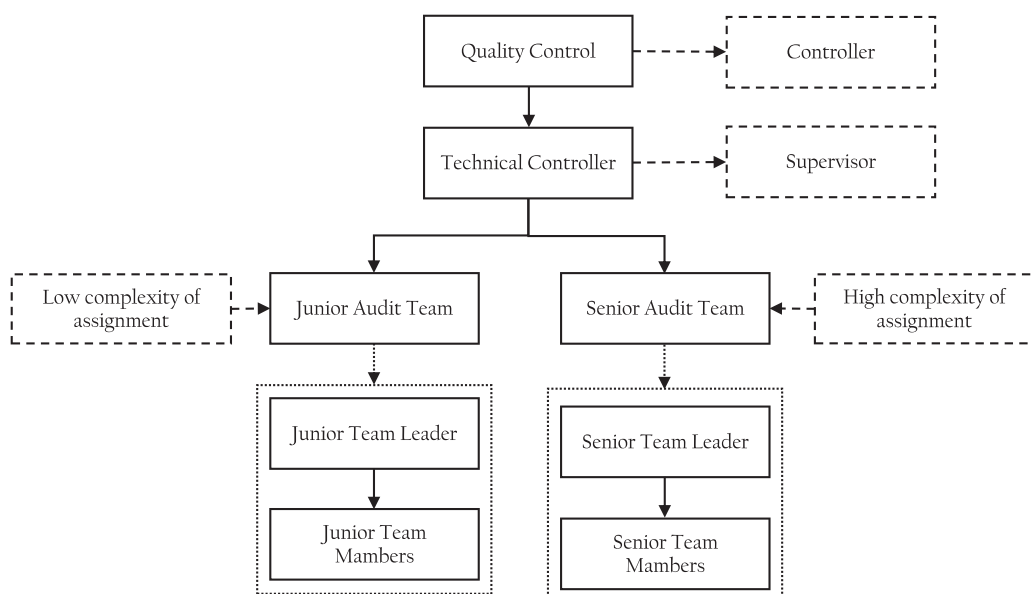 Quality Control
Controller
Technical Controller
Supervisor
Low complexity of
assignment
Junior Audit Team
Senior Audit Team
High complexity of
assignment
Junior Team Leader
Senior Team Leader
Junior Team
Mambers
Senior Team
Mambers